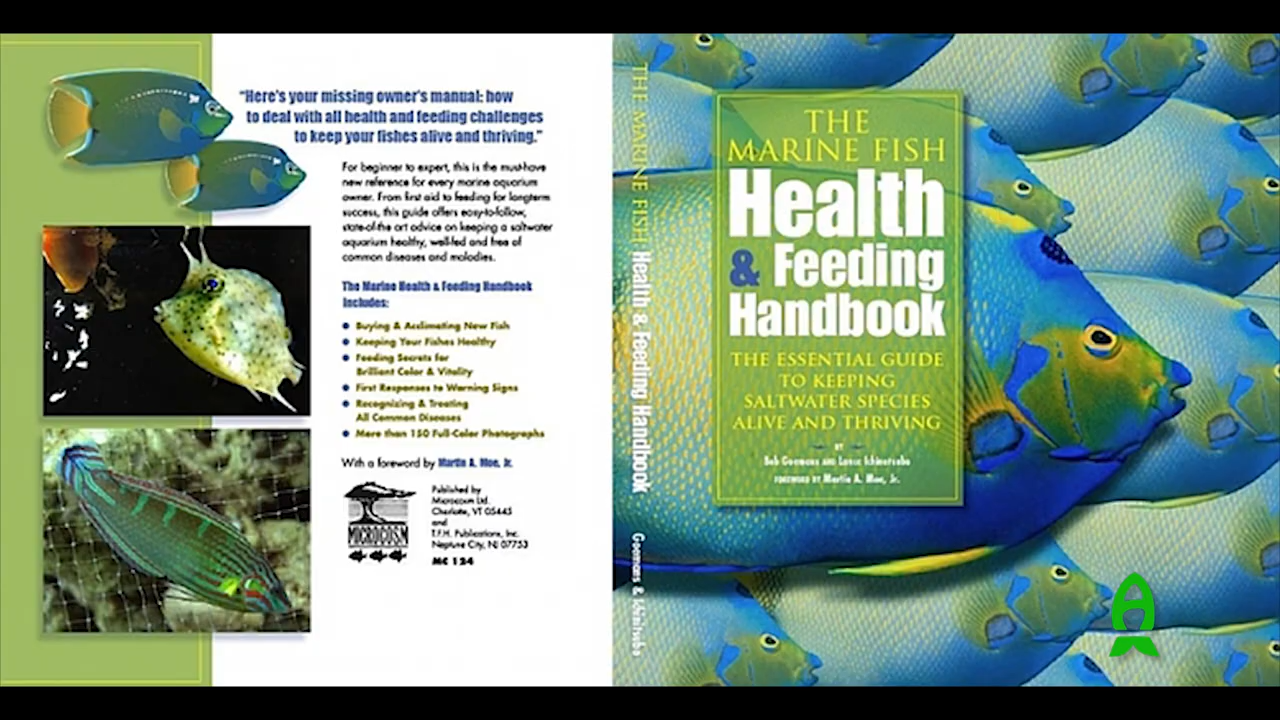 "Here's your missing owner's manual: how
to deal with all health and feeding challenges
to keep your fishes alive and thriving."
For beginner to expert, this is the must-have
new reference for every marine aquarium
owner. From first aid to feeding for longterm
success, this guide offers easy-to-follow,
state-of-the art advice on keeping a saltwater
aquarium healthy, well-fed and free of
common diseases and maladies.
The Marine Health & Feeding Handbook
Includes:
Buying & Acclimating New Fish
Keeping Your Fishes Healthy
Feeding Secrets for
Brilliant Color & Vitality
First Responses to Warning Signs
Recognizing & Treating
All Common Diseases
More than 150 Full-Color Photographs
With a foreword by Martin A. Moe, Jr.
MICROCOSM
Published by
Microcosm Ltd.
Charlotte, VT 05445
and
T.F.H. Publications, Inc.
Neptune City, NJ 07753
MC 124
THE MARINE FISH Health & Feeding Handbook Goemans & Ichinotsubo
THE
MARINE FISH
Health
& Feeding
Handbook
THE ESSENTIAL GUIDE
TO KEEPING
SALTWATER SPECIES
ALIVE AND THRIVING
BY
Bob Goemans AND Lance Ichinotsubo
FOREWORD BY Martin A. Moe, Jr.